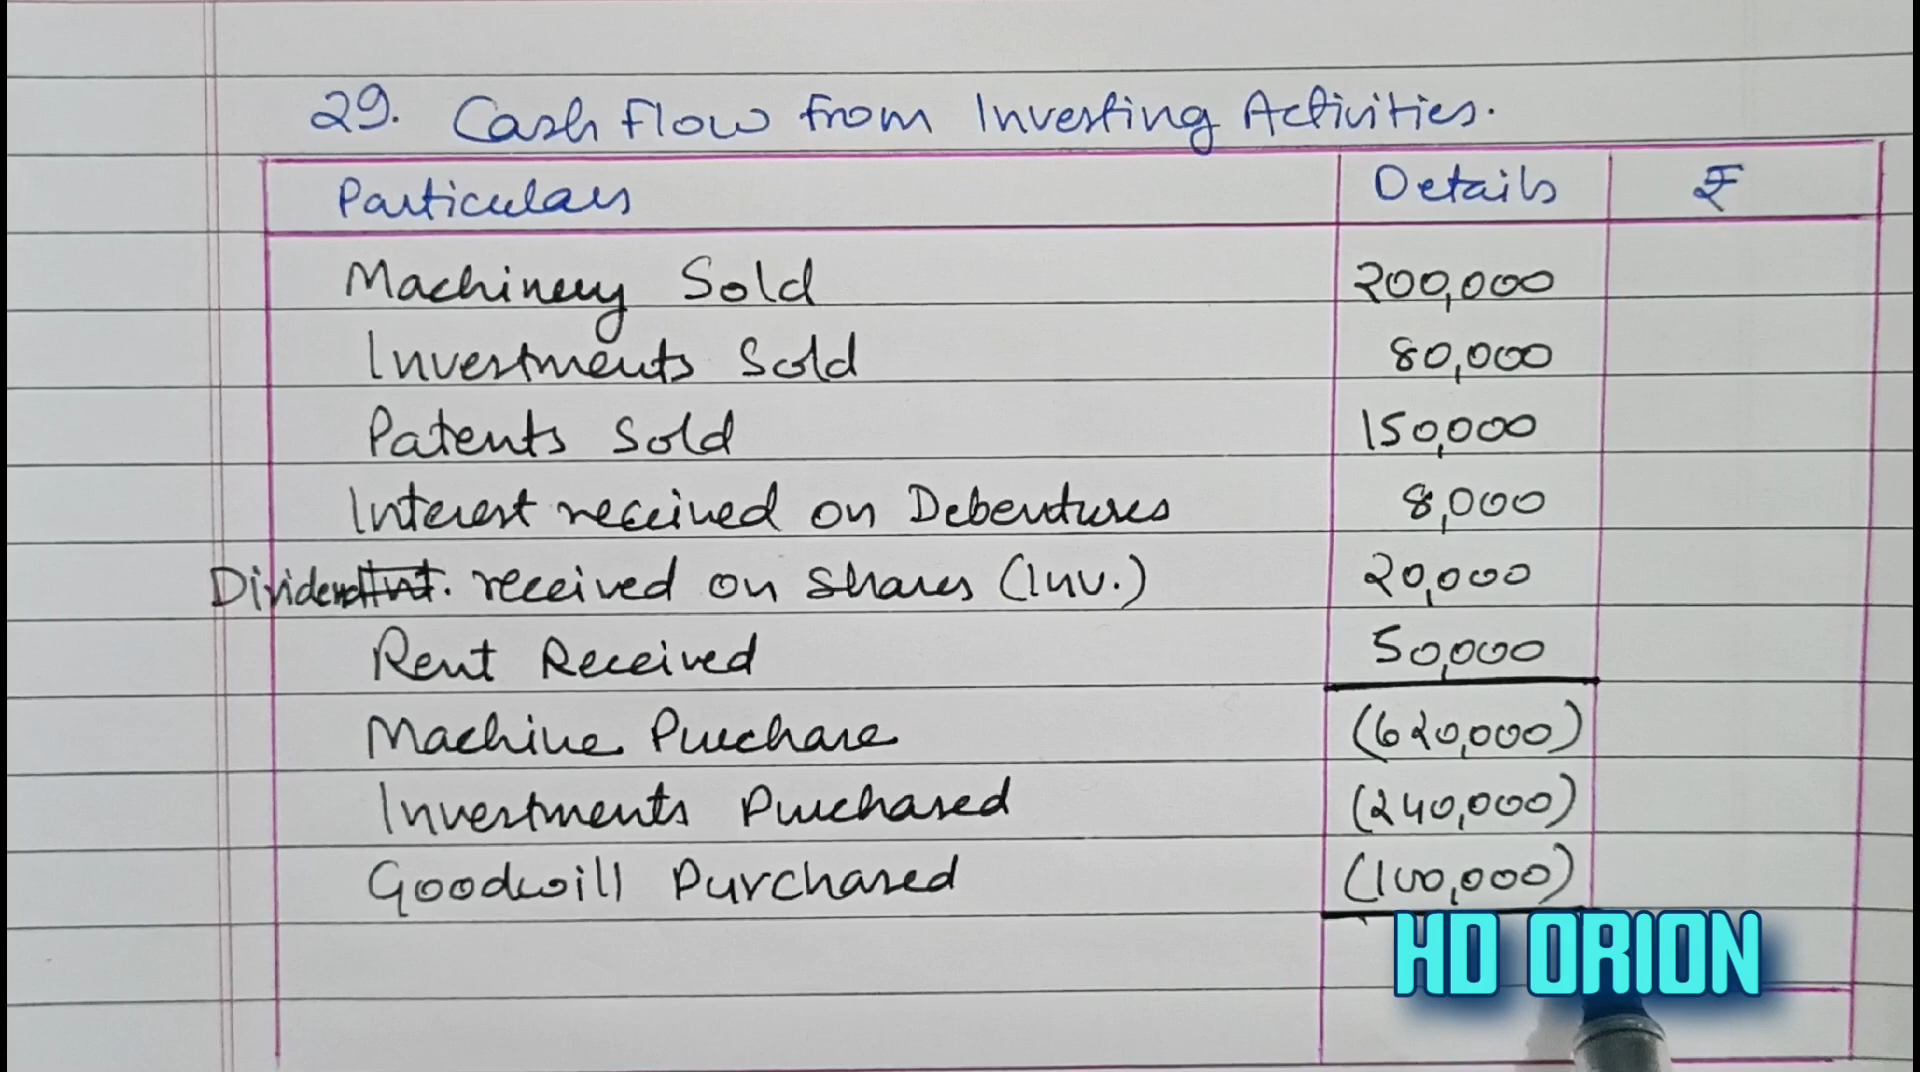 29. Cash Flow from Investing Activities.
Particulars Details ₹
Machinery Sold 200,000
Investments Sold 80,000
Patents Sold 150,000
Interest received on Debentures 8,000
Dividend Int. received on Shares (Inv.) 20,000
Rent Received 50,000
Machine Purchase (620,000)
Investments Purchased (240,000)
Goodwill Purchased (100,000)
HD ORION